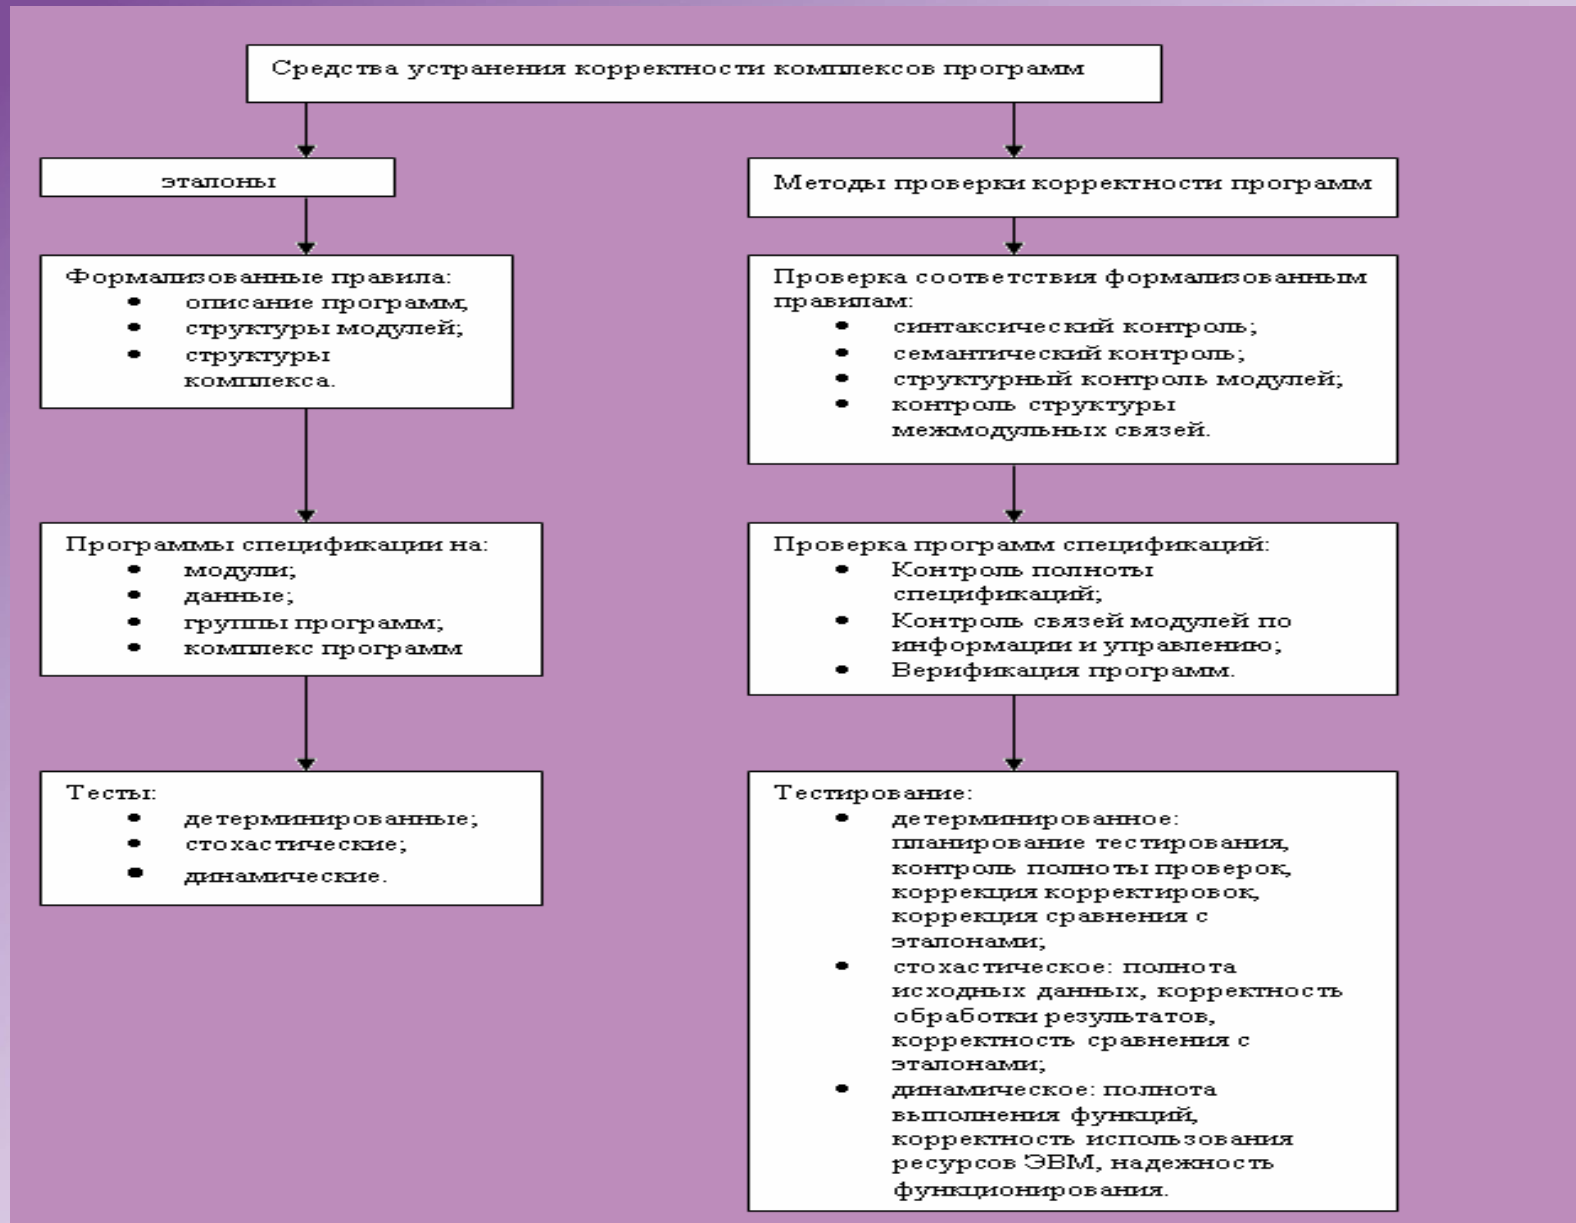 Средства устранения корректности комплексов программ
эталоны
Формализованные правила:
• описание программ;
• структуры модулей;
• структуры
комплекса.
Программы спецификации на:
• модули;
• данные;
• группы программ;
• комплекс программ
Тесты:
• детерминированные;
• стохастические;
• динамические.
Методы проверки корректности программ
Проверка соответствия формализованным
правилам:
• синтаксический контроль;
• семантический контроль;
• структурный контроль модулей;
• контроль структуры
межмодульных связей.
Проверка программ спецификаций:
• Контроль полноты
спецификаций;
• Контроль связей модулей по
информации и управлению;
• Верификация программ.
Тестирование:
• детерминированное:
планирование тестирования,
контроль полноты проверок,
коррекция корректировок,
коррекция сравнения с
эталонами;
• стохастическое: полнота
исходных данных, корректность
обработки результатов,
корректность сравнения с
эталонами;
• динамическое: полнота
выполнения функций,
корректность использования
ресурсов ЭВМ, надежность
функционирования.